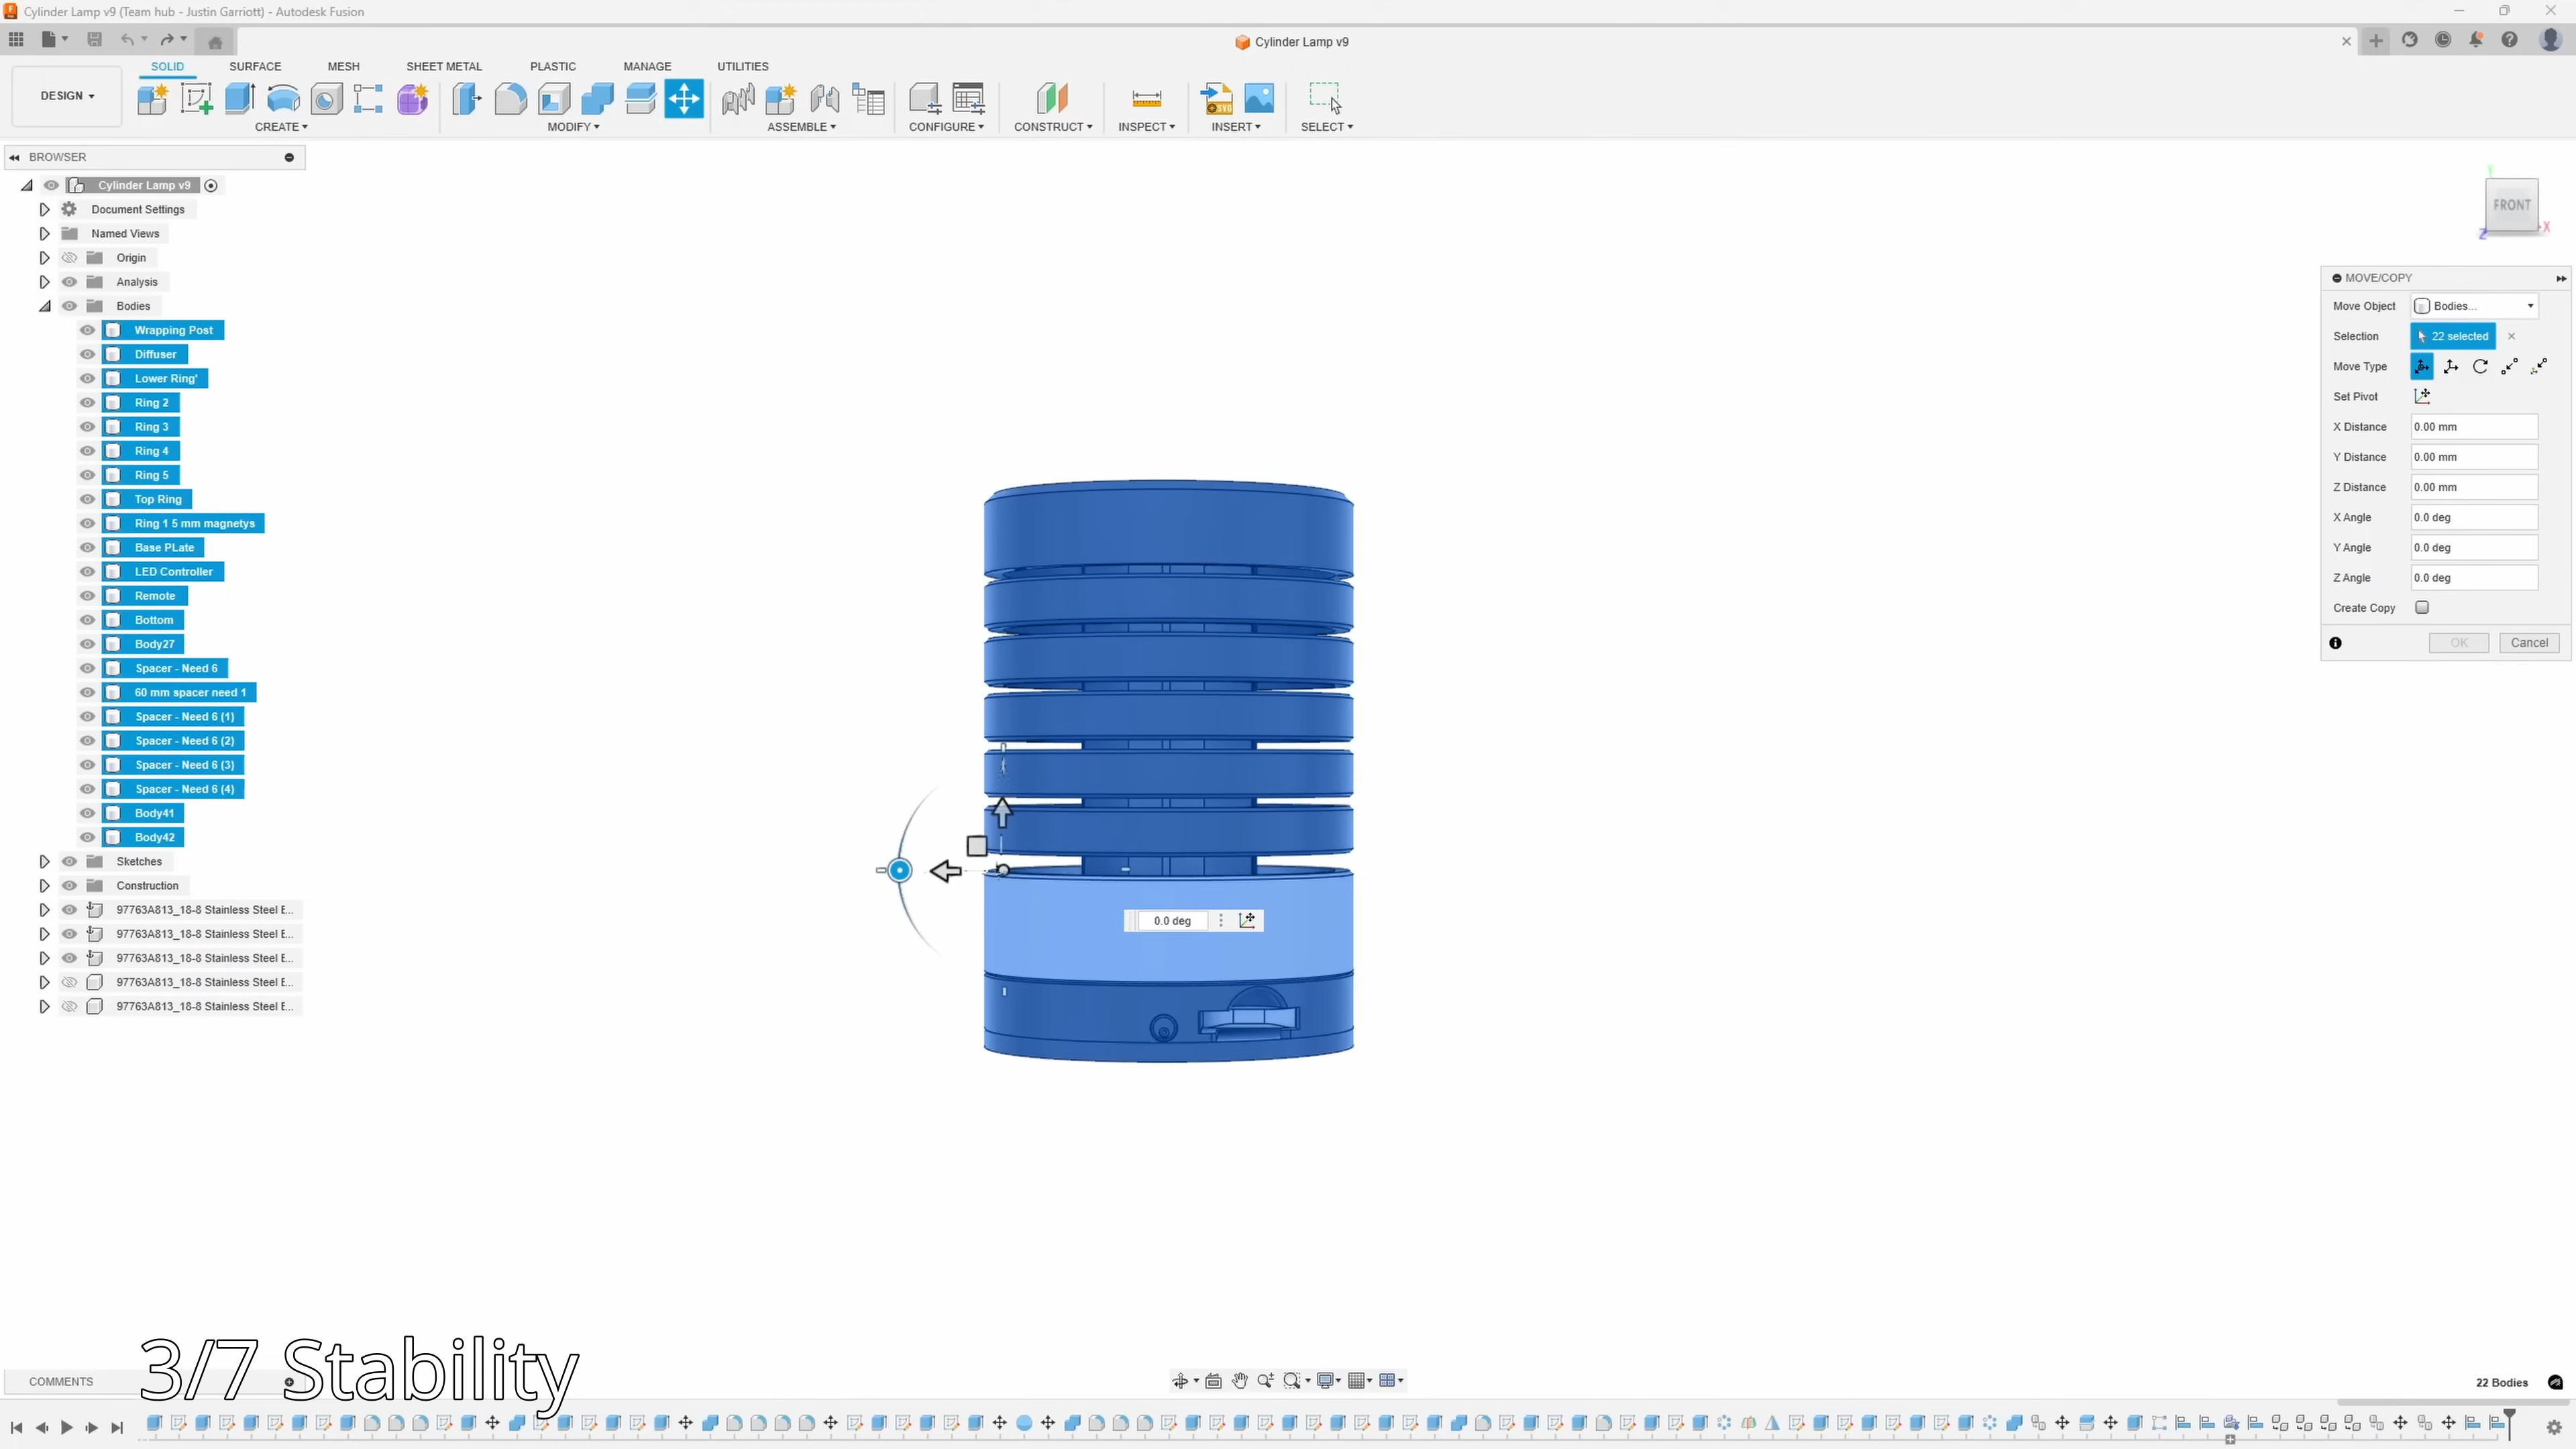 Cylinder Lamp v9 (Team hub - Justin Garriott) - Autodesk Fusion
Cylinder Lamp v9
DESIGN
SOLID SURFACE MESH SHEET METAL PLASTIC MANAGE UTILITIES
CREATE MODIFY ASSEMBLE CONFIGURE CONSTRUCT INSPECT INSERT SELECT
BROWSER
Cylinder Lamp v9
Document Settings
Named Views
Origin
Analysis
Bodies
Wrapping Post
Diffuser
Lower Ring'
Ring 2
Ring 3
Ring 4
Ring 5
Top Ring
Ring 1 5 mm magnetys
Base PLate
LED Controller
Remote
Bottom
Body27
Spacer - Need 6
60 mm spacer need 1
Spacer - Need 6 (1)
Spacer - Need 6 (2)
Spacer - Need 6 (3)
Spacer - Need 6 (4)
Body41
Body42
Sketches
Construction
97763A813_18-8 Stainless Steel E...
97763A813_18-8 Stainless Steel E...
97763A813_18-8 Stainless Steel E...
97763A813_18-8 Stainless Steel E...
97763A813_18-8 Stainless Steel E...
0.0 deg
Y
FRONT
X
Z
MOVE/COPY
Move Object Bodies...
Selection 22 selected
Move Type
Set Pivot
X Distance 0.00 mm
Y Distance 0.00 mm
Z Distance 0.00 mm
X Angle 0.0 deg
Y Angle 0.0 deg
Z Angle 0.0 deg
Create Copy
OK Cancel
3/7 Stability
COMMENTS
22 Bodies